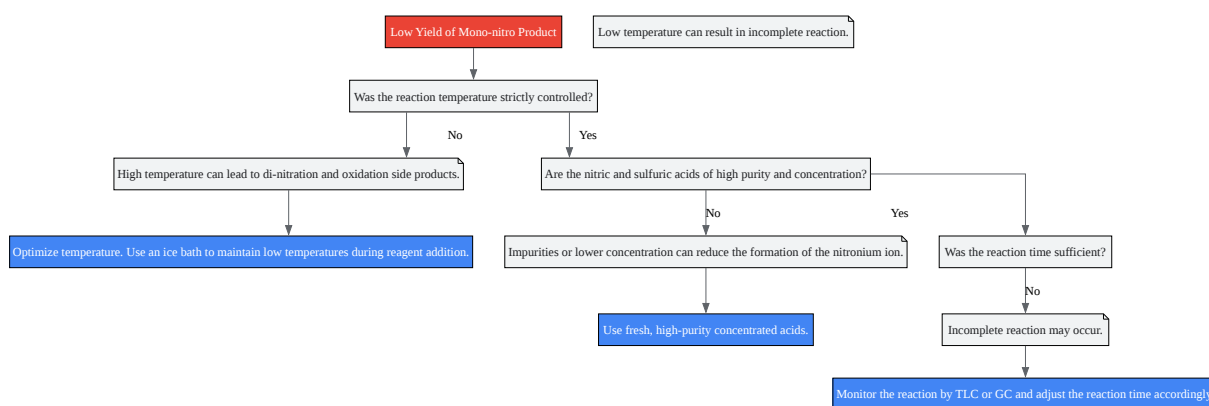 Low Yield of Mono-nitro Product
Low temperature can result in incomplete reaction.
Was the reaction temperature strictly controlled?
No
Yes
High temperature can lead to di-nitration and oxidation side products.
Are the nitric and sulfuric acids of high purity and concentration?
No
Yes
Optimize temperature. Use an ice bath to maintain low temperatures during reagent addition.
Impurities or lower concentration can reduce the formation of the nitronium ion.
Was the reaction time sufficient?
No
Use fresh, high-purity concentrated acids.
Incomplete reaction may occur.
Monitor the reaction by TLC or GC and adjust the reaction time accordingly